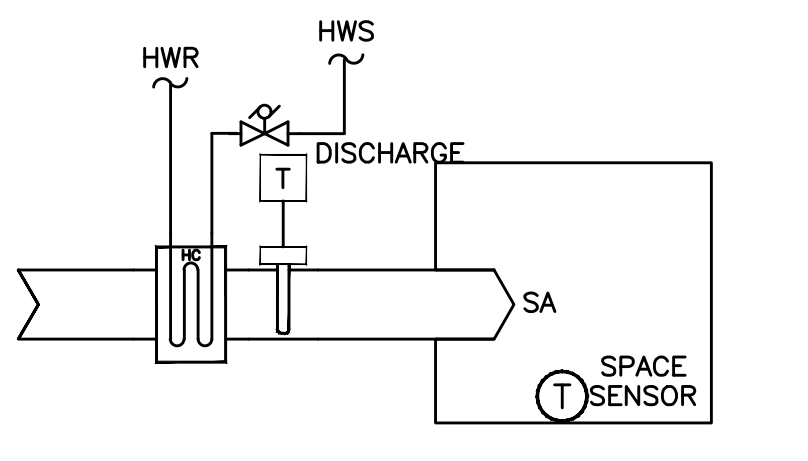 HWS
HWR
DISCHARGE
T
HC
SA
SPACE
T SENSOR